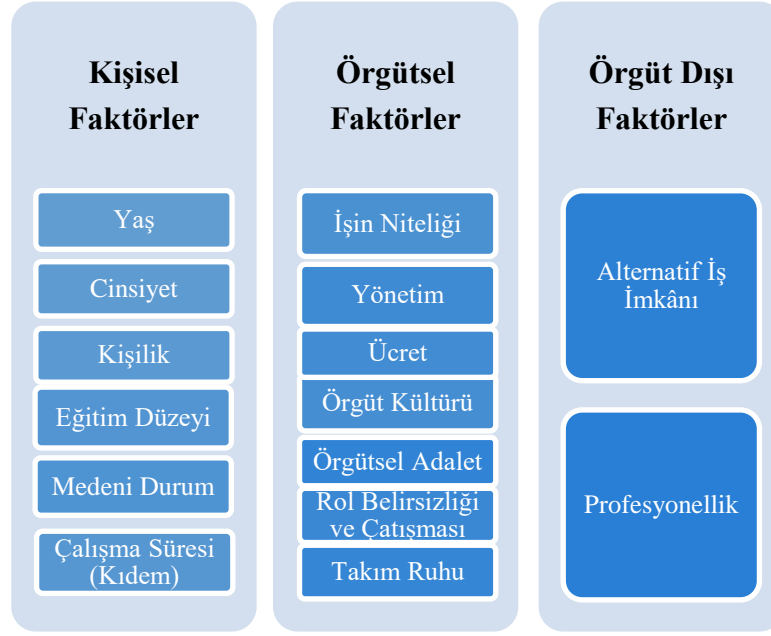 Kişisel
Faktörler
Yaş
Cinsiyet
Kişilik
Eğitim Düzeyi
Medeni Durum
Çalışma Süresi
(Kıdem)
Örgütsel
Faktörler
İşin Niteliği
Yönetim
Ücret
Örgüt Kültürü
Örgütsel Adalet
Rol Belirsizliği
ve Çatışması
Takım Ruhu
Örgüt Dışı
Faktörler
Alternatif İş
İmkânı
Profesyonellik